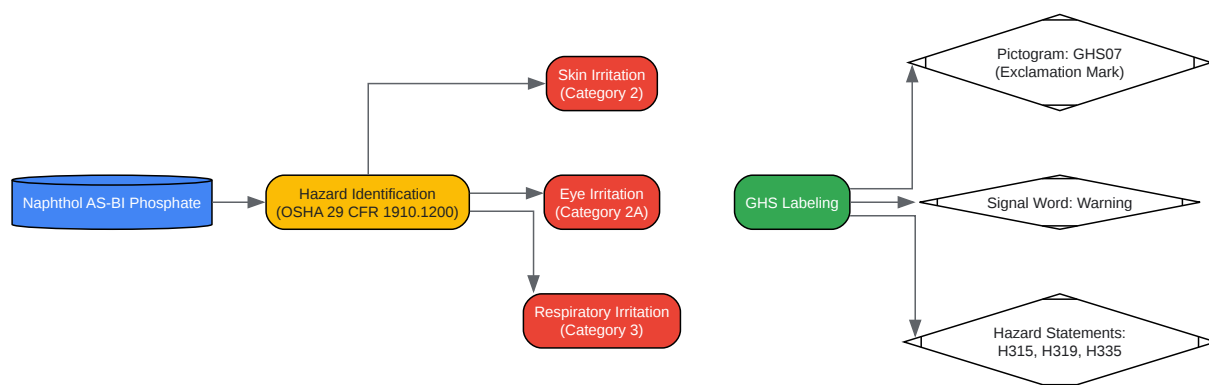 Naphthol AS-BI Phosphate
Hazard Identification
(OSHA 29 CFR 1910.1200)
Skin Irritation
(Category 2)
Eye Irritation
(Category 2A)
Respiratory Irritation
(Category 3)
GHS Labeling
Pictogram: GHS07
(Exclamation Mark)
Signal Word: Warning
Hazard Statements:
H315, H319, H335